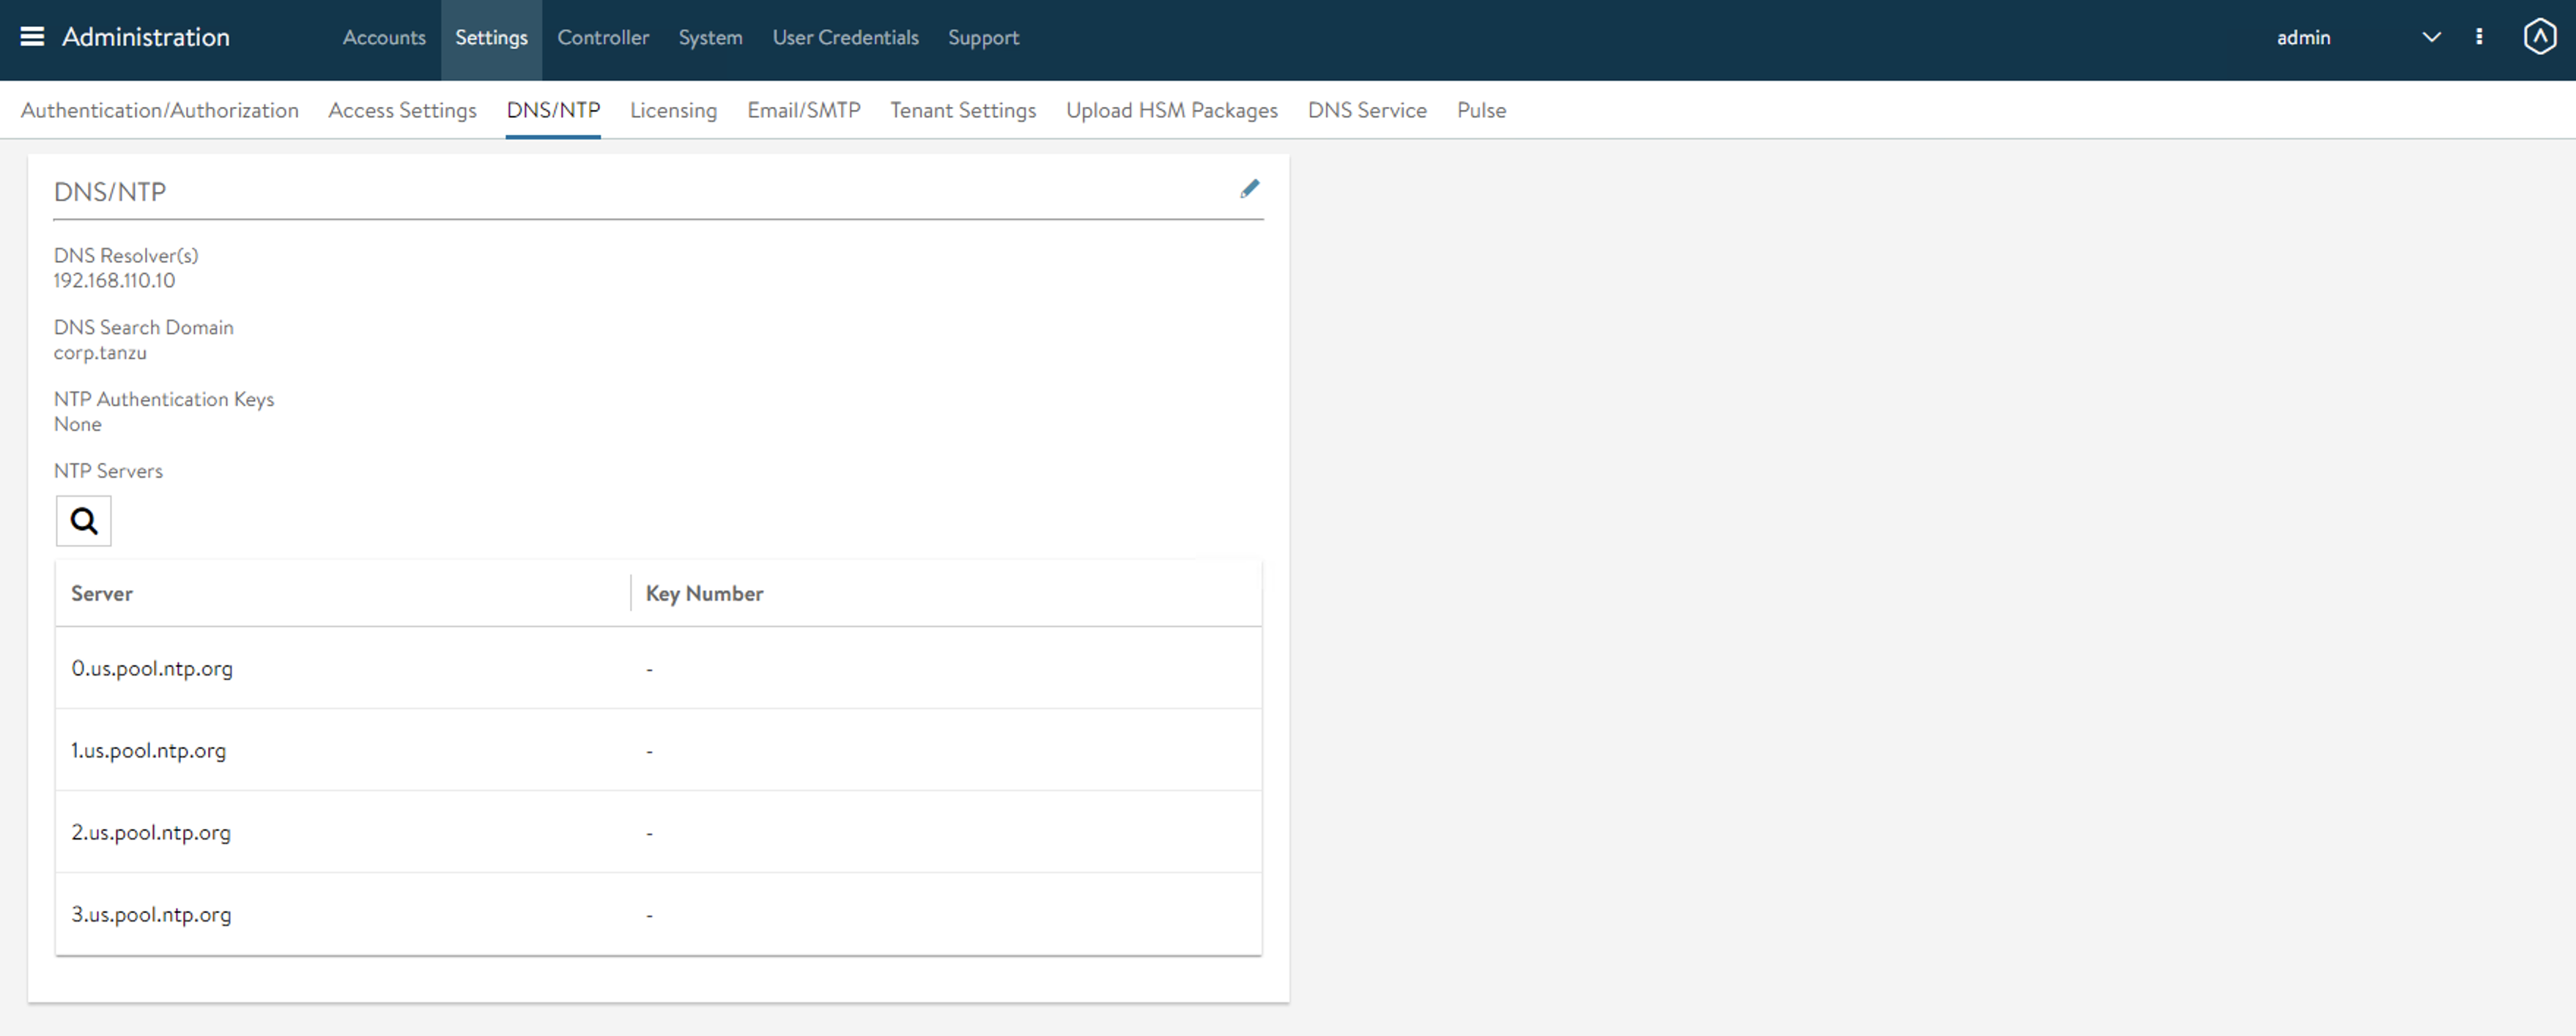 Administration Accounts Settings Controller System User Credentials Support admin
Authentication/Authorization Access Settings DNS/NTP Licensing Email/SMTP Tenant Settings Upload HSM Packages DNS Service Pulse
DNS/NTP
DNS Resolver(s)
192.168.110.10
DNS Search Domain
corp.tanzu
NTP Authentication Keys
None
NTP Servers
Server Key Number
0.us.pool.ntp.org -
1.us.pool.ntp.org -
2.us.pool.ntp.org -
3.us.pool.ntp.org -